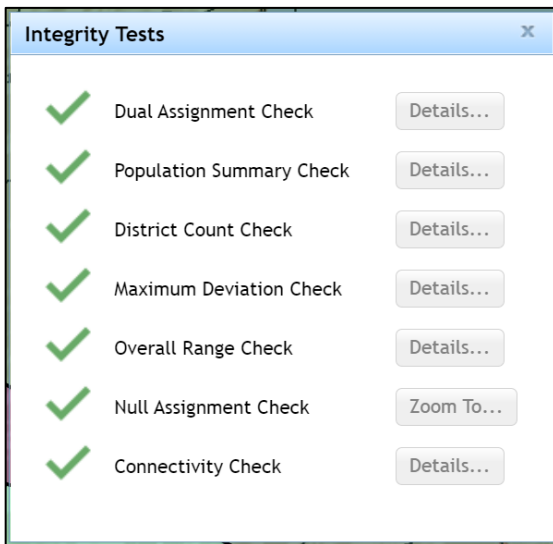 Integrity Tests x
Dual Assignment Check Details...
Population Summary Check Details...
District Count Check Details...
Maximum Deviation Check Details...
Overall Range Check Details...
Null Assignment Check Zoom To...
Connectivity Check Details...